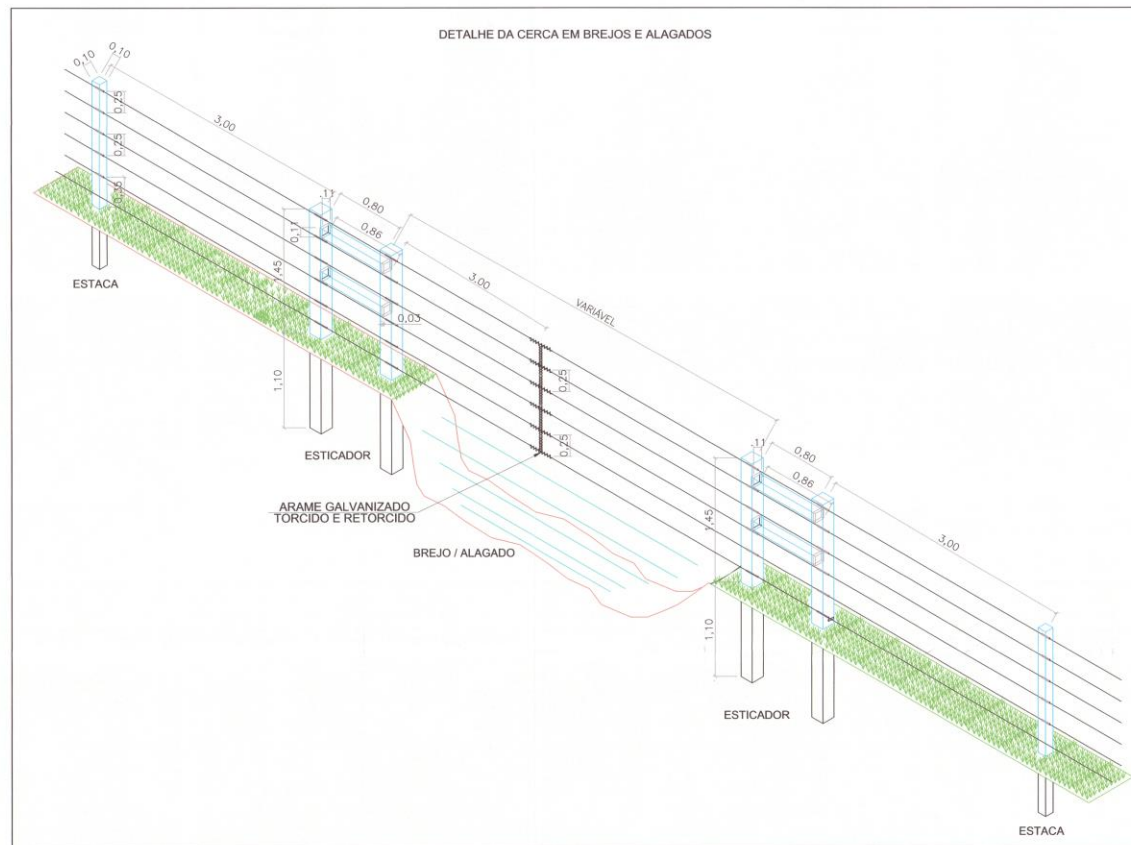 DETALHE DA CERCA EM BREJOS E ALAGADOS
0,10
0,10
0,25
3,00
0,25
0,35
ESTACA
.11
0,80
0,11
0,86
1,45
3,00
VARIÁVEL
0,03
1,10
0,25
0,25
ESTICADOR
ARAME GALVANIZADO
TORCIDO E RETORCIDO
BREJO / ALAGADO
.11
0,80
0,86
1,45
3,00
1,10
ESTICADOR
ESTACA